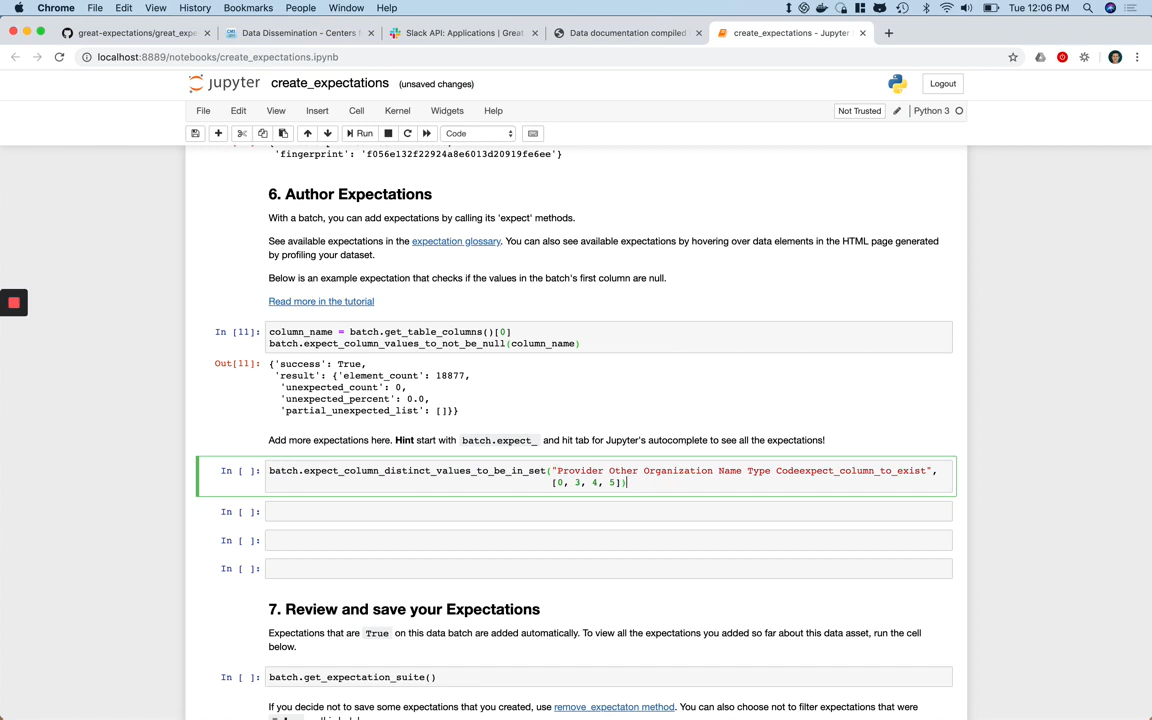 Chrome File Edit View History Bookmarks People Window Help Tue 12:06 PM
great-expectations/great_expe Data Dissemination - Centers f Slack API: Applications | Great Data documentation compiled create_expectations - Jupyter
localhost:8889/notebooks/create_expectations.ipynb
jupyter create_expectations (unsaved changes) Logout
File Edit View Insert Cell Kernel Widgets Help Not Trusted Python 3
Run Code
'fingerprint': 'f056e132f22924a8e6013d20919fe6ee'}
6. Author Expectations
With a batch, you can add expectations by calling its 'expect' methods.
See available expectations in the expectation glossary. You can also see available expectations by hovering over data elements in the HTML page generated
by profiling your dataset.
Below is an example expectation that checks if the values in the batch's first column are null.
Read more in the tutorial
In [11]: column_name = batch.get_table_columns()[0]
batch.expect_column_values_to_not_be_null(column_name)
Out[11]: {'success': True,
'result': {'element_count': 18877,
'unexpected_count': 0,
'unexpected_percent': 0.0,
'partial_unexpected_list': []}}
Add more expectations here. Hint start with batch.expect_ and hit tab for Jupyter's autocomplete to see all the expectations!
In [ ]: batch.expect_column_distinct_values_to_be_in_set("Provider Other Organization Name Type Codeexpect_column_to_exist",
[0, 3, 4, 5])
In [ ]:
In [ ]:
In [ ]:
7. Review and save your Expectations
Expectations that are True on this data batch are added automatically. To view all the expectations you added so far about this data asset, run the cell
below.
In [ ]: batch.get_expectation_suite()
If you decide not to save some expectations that you created, use remove_expectaton method. You can also choose not to filter expectations that were